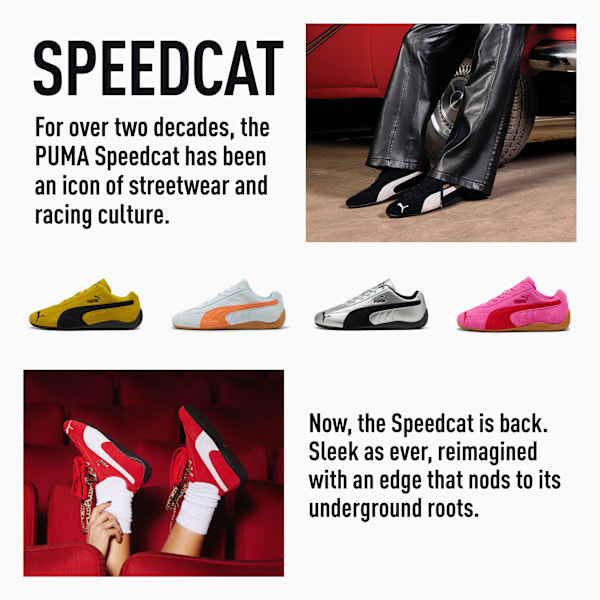 SPEEDCAT
For over two decades, the
PUMA Speedcat has been
an icon of streetwear and
racing culture.
Now, the Speedcat is back.
Sleek as ever, reimagined
with an edge that nods to its
underground roots.